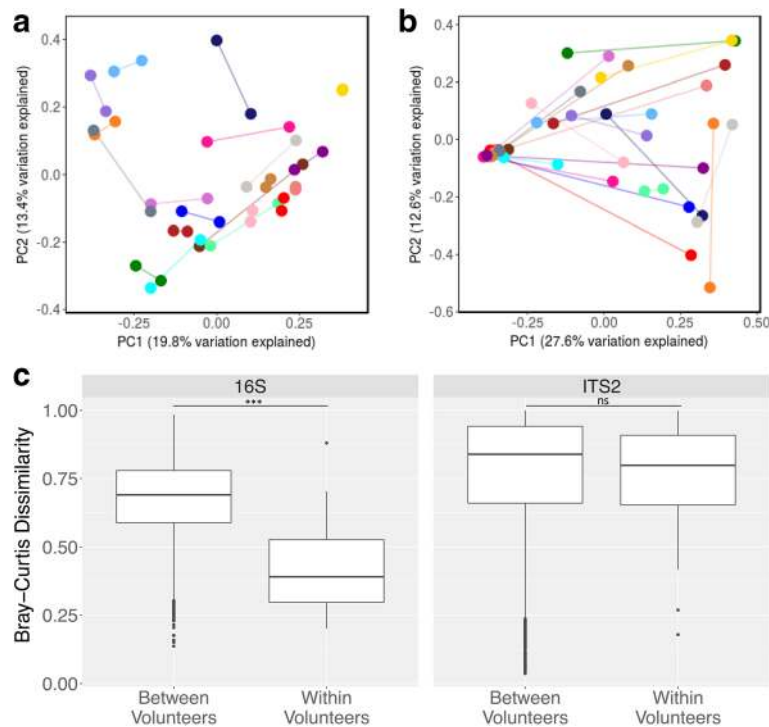 a
0.4
0.2
0.0
-0.2
-0.4
PC2 (13.4% variation explained)
-0.25
0.00
0.25
PC1 (19.8% variation explained)
b
0.4
0.2
0.0
-0.2
-0.4
-0.6
PC2 (12.6% variation explained)
-0.25
0.00
0.25
0.50
PC1 (27.6% variation explained)
c
16S
ITS2
***
ns
1.00
0.75
0.50
0.25
0.00
Bray−Curtis Dissimilarity
Between
Volunteers
Within
Volunteers
Between
Volunteers
Within
Volunteers